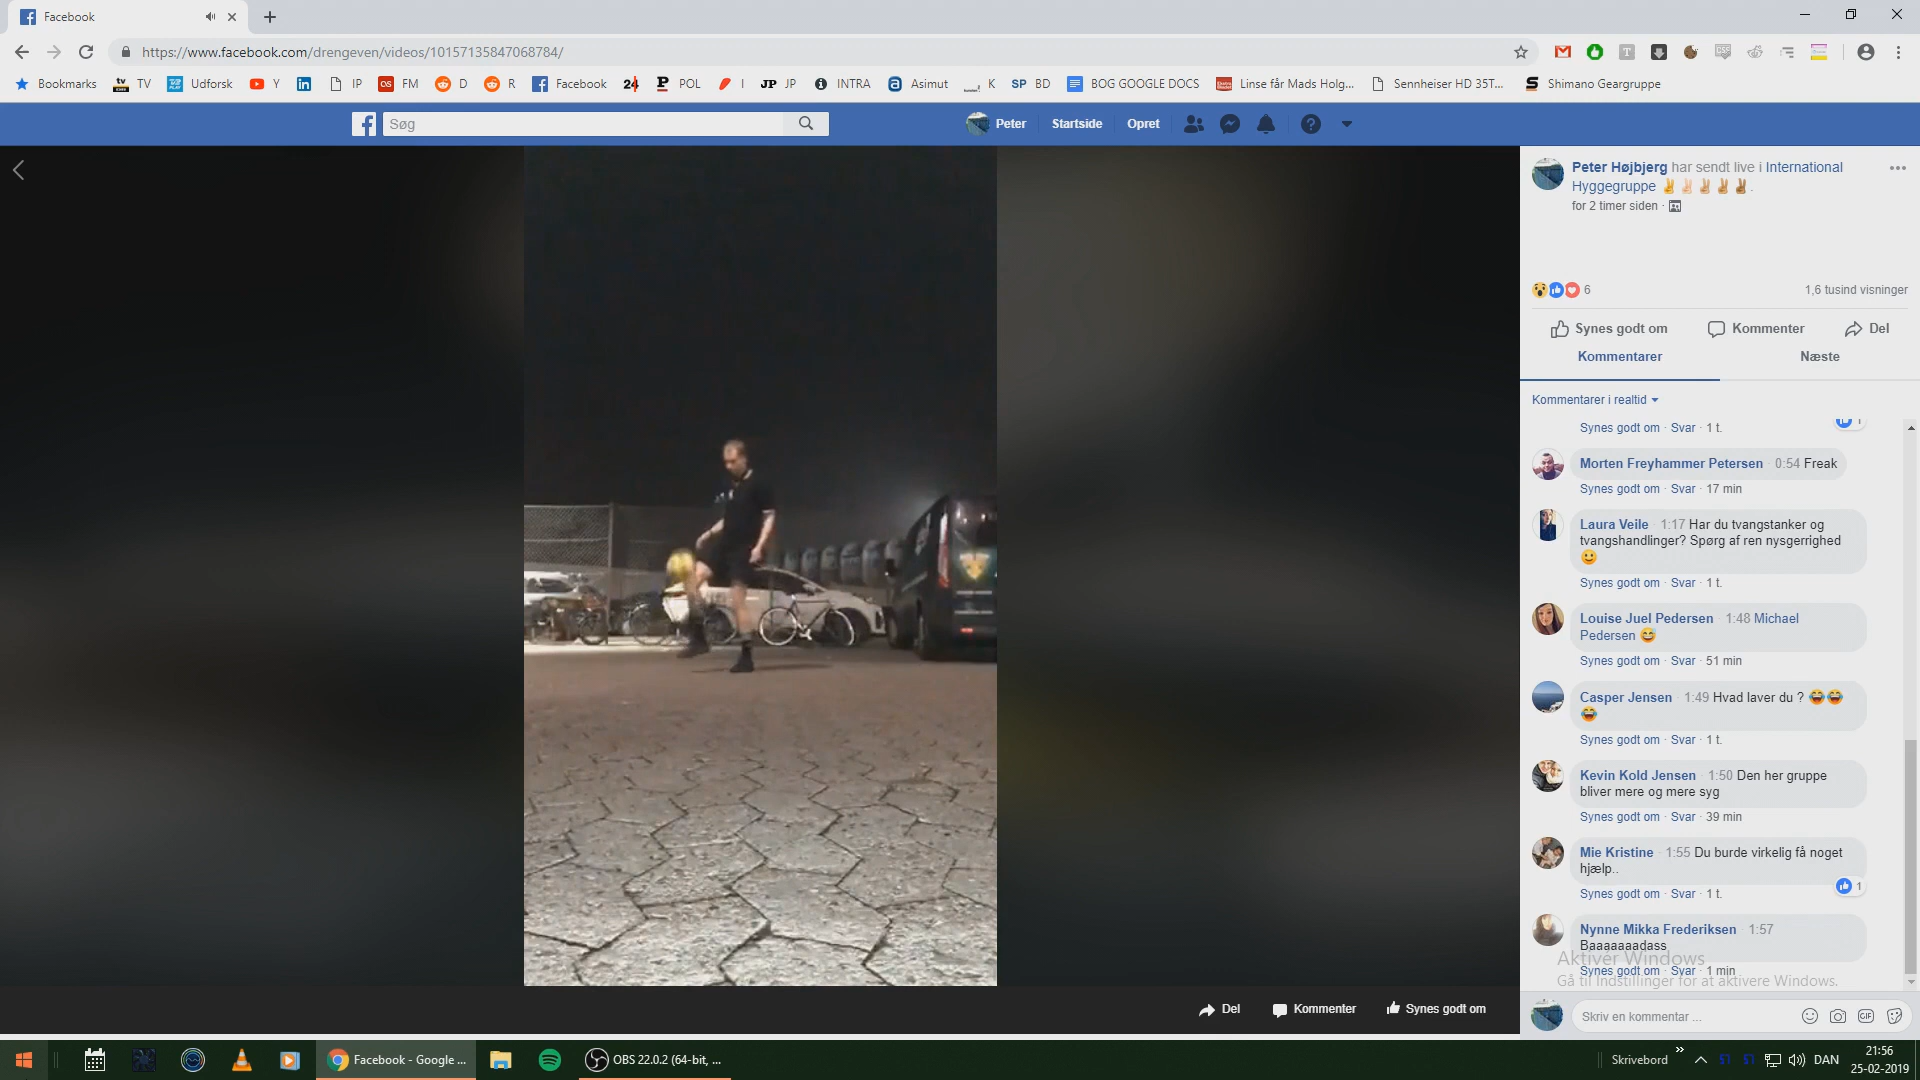 Facebook
https://www.facebook.com/drengeven/videos/10157135847068784/
Bookmarks TV Udforsk Y IP FM D R Facebook 24 POL I JP JP INTRA Asimut K SP BD BOG GOOGLE DOCS Linse får Mads Holg... Sennheiser HD 35T... Shimano Geargruppe
Søg
Peter Startside Opret
Peter Højbjerg har sendt live i International
Hyggegruppe ✌️✌🏻✌🏼✌🏽✌🏾.
for 2 timer siden ·
6 1,6 tusind visninger
Synes godt om Kommenter Del
Kommentarer Næste
Kommentarer i realtid
Synes godt om · Svar · 1 t. 1
Morten Freyhammer Petersen · 0:54 Freak
Synes godt om · Svar · 17 min
Laura Veile · 1:17 Har du tvangstanker og
tvangshandlinger? Spørg af ren nysgerrighed
🙂
Synes godt om · Svar · 1 t.
Louise Juel Pedersen · 1:48 Michael
Pedersen 😅
Synes godt om · Svar · 51 min
Casper Jensen · 1:49 Hvad laver du ? 😂😂
😂
Synes godt om · Svar · 1 t.
Kevin Kold Jensen · 1:50 Den her gruppe
bliver mere og mere syg
Synes godt om · Svar · 39 min
Mie Kristine · 1:55 Du burde virkelig få noget
hjælp..
1
Synes godt om · Svar · 1 t.
Nynne Mikka Frederiksen · 1:57
Baaaaaaadass
Aktiver Windows
Synes godt om · Svar · 1 min
Gå til Indstillinger for at aktivere Windows.
Del Kommenter Synes godt om
Skriv en kommentar ...
GIF
Facebook - Google ...
OBS 22.0.2 (64-bit, ...
Skrivebord
DAN
21:56
25-02-2019